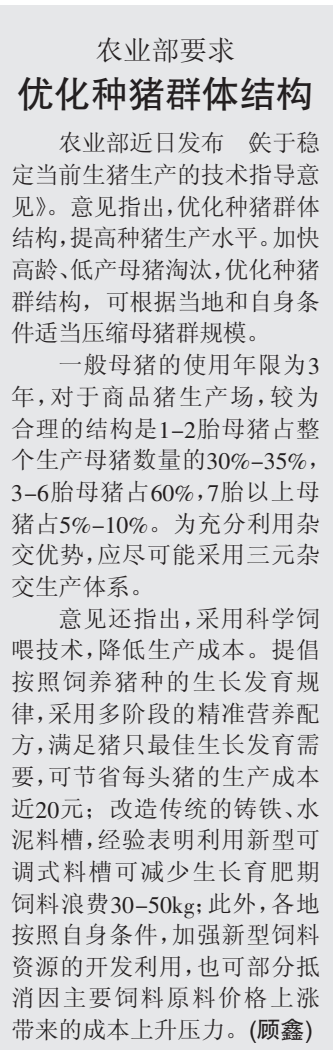 农业部要求
优化种猪群体结构
农业部近日发布 《关于稳
定当前生猪生产的技术指导意
见》。意见指出,优化种猪群体
结构,提高种猪生产水平。加快
高龄、低产母猪淘汰,优化种猪
群结构，可根据当地和自身条
件适当压缩母猪群规模。
一般母猪的使用年限为3
年,对于商品猪生产场,较为
合理的结构是1-2胎母猪占整
个生产母猪数量的30%-35%,
3-6胎母猪占60%,7胎以上母
猪占5%-10%。为充分利用杂
交优势,应尽可能采用三元杂
交生产体系。
意见还指出,采用科学饲
喂技术,降低生产成本。提倡
按照饲养猪种的生长发育规
律,采用多阶段的精准营养配
方,满足猪只最佳生长发育需
要,可节省每头猪的生产成本
近20元；改造传统的铸铁、水
泥料槽,经验表明利用新型可
调式料槽可减少生长育肥期
饲料浪费30-50kg;此外,各地
按照自身条件,加强新型饲料
资源的开发利用,也可部分抵
消因主要饲料原料价格上涨
带来的成本上升压力。(顾鑫)